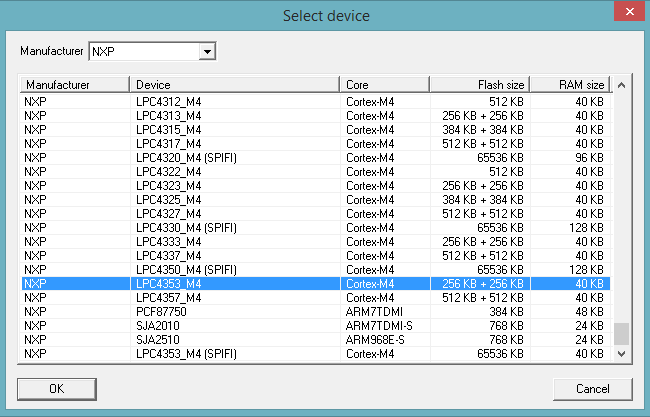 Select device
Manufacturer NXP
Manufacturer Device Core Flash size RAM size
NXP LPC4312_M4 Cortex-M4 512 KB 40 KB
NXP LPC4313_M4 Cortex-M4 256 KB + 256 KB 40 KB
NXP LPC4315_M4 Cortex-M4 384 KB + 384 KB 40 KB
NXP LPC4317_M4 Cortex-M4 512 KB + 512 KB 40 KB
NXP LPC4320_M4 (SPIFI) Cortex-M4 65536 KB 96 KB
NXP LPC4322_M4 Cortex-M4 512 KB 40 KB
NXP LPC4323_M4 Cortex-M4 256 KB + 256 KB 40 KB
NXP LPC4325_M4 Cortex-M4 384 KB + 384 KB 40 KB
NXP LPC4327_M4 Cortex-M4 512 KB + 512 KB 40 KB
NXP LPC4330_M4 (SPIFI) Cortex-M4 65536 KB 128 KB
NXP LPC4333_M4 Cortex-M4 256 KB + 256 KB 40 KB
NXP LPC4337_M4 Cortex-M4 512 KB + 512 KB 40 KB
NXP LPC4350_M4 (SPIFI) Cortex-M4 65536 KB 128 KB
NXP LPC4353_M4 Cortex-M4 256 KB + 256 KB 40 KB
NXP LPC4357_M4 Cortex-M4 512 KB + 512 KB 40 KB
NXP PCF87750 ARM7TDMI 384 KB 48 KB
NXP SJA2010 ARM7TDMI-S 768 KB 24 KB
NXP SJA2510 ARM968E-S 768 KB 24 KB
NXP LPC4353_M4 (SPIFI) Cortex-M4 65536 KB 40 KB
OK Cancel